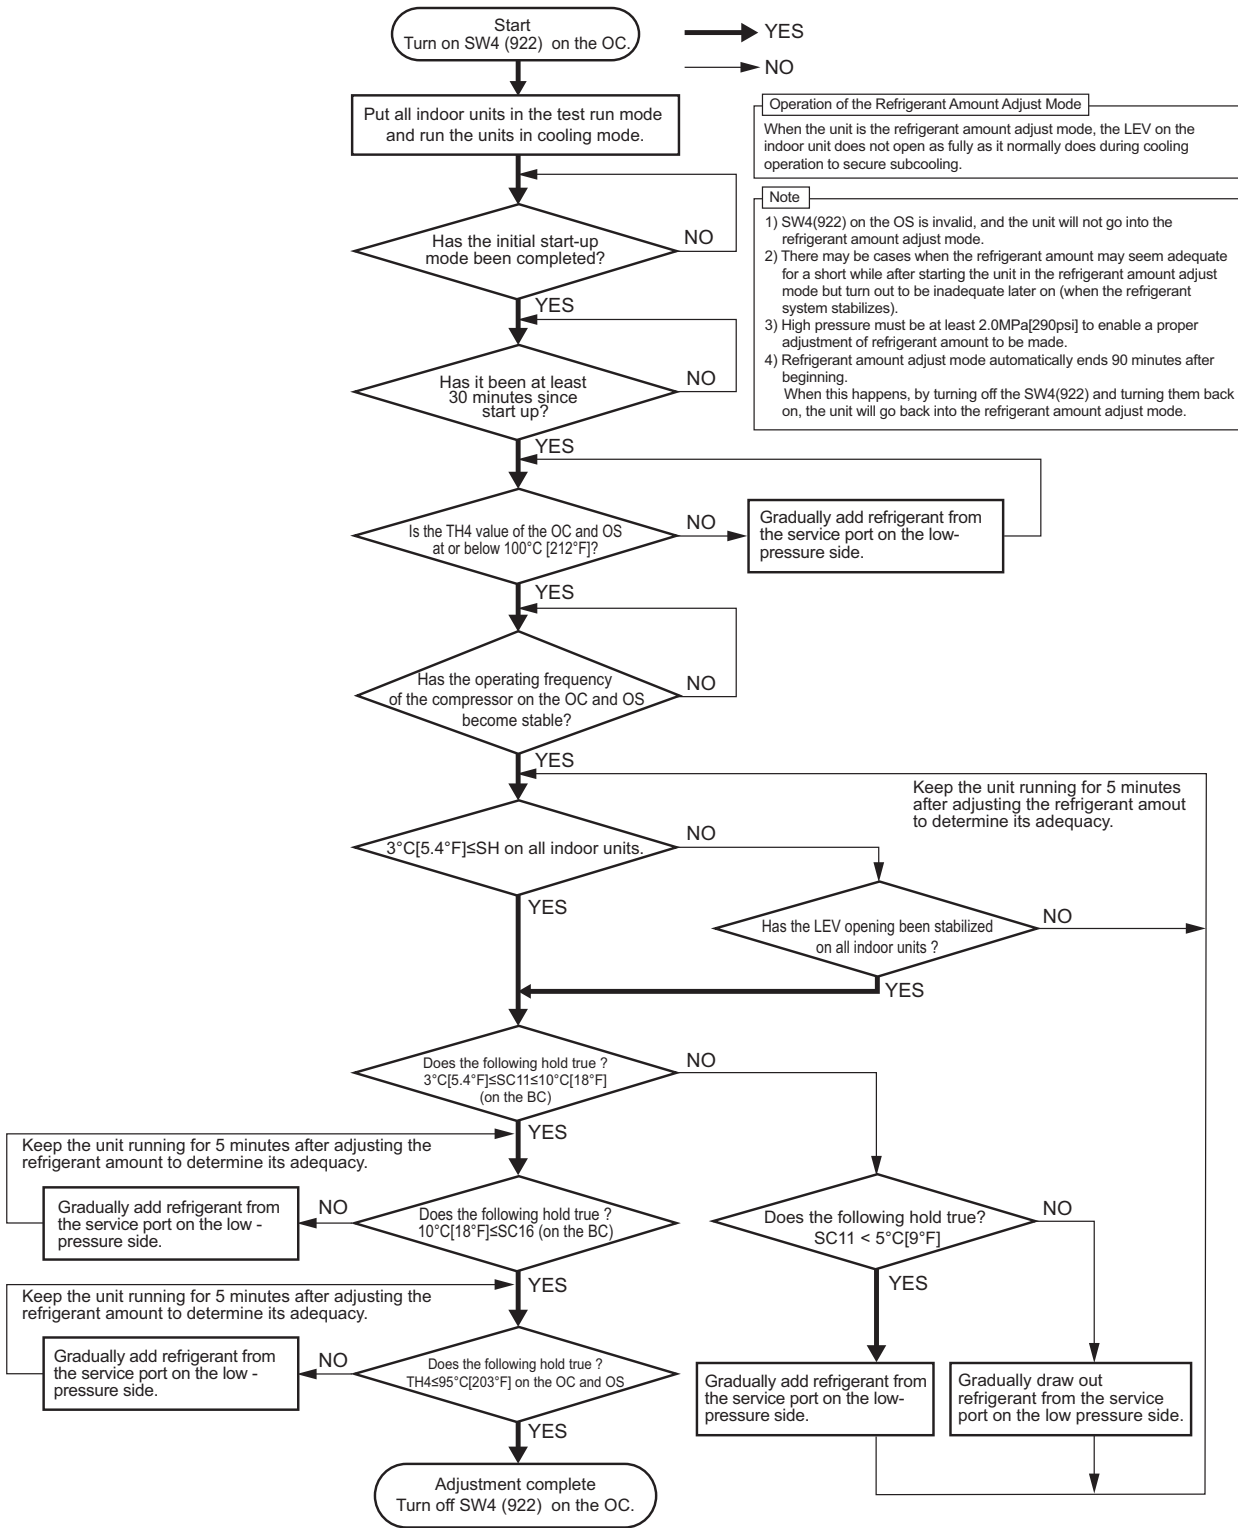 Start
Turn on SW4 (922) on the OC.
YES
NO
Put all indoor units in the test run mode
and run the units in cooling mode.
Operation of the Refrigerant Amount Adjust Mode
When the unit is the refrigerant amount adjust mode, the LEV on the
indoor unit does not open as fully as it normally does during cooling
operation to secure subcooling.
Note
1) SW4(922) on the OS is invalid, and the unit will not go into the
refrigerant amount adjust mode.
2) There may be cases when the refrigerant amount may seem adequate
for a short while after starting the unit in the refrigerant amount adjust
mode but turn out to be inadequate later on (when the refrigerant
system stabilizes).
3) High pressure must be at least 2.0MPa[290psi] to enable a proper
adjustment of refrigerant amount to be made.
4) Refrigerant amount adjust mode automatically ends 90 minutes after
beginning.
When this happens, by turning off the SW4(922) and turning them back
on, the unit will go back into the refrigerant amount adjust mode.
Has the initial start-up
mode been completed?
NO
YES
Has it been at least
30 minutes since
start up?
NO
YES
Is the TH4 value of the OC and OS
at or below 100°C [212°F]?
NO
Gradually add refrigerant from
the service port on the low-
pressure side.
YES
Has the operating frequency
of the compressor on the OC and OS
become stable?
NO
YES
Keep the unit running for 5 minutes
after adjusting the refrigerant amout
to determine its adequacy.
3°C[5.4°F]≤SH on all indoor units.
NO
YES
Has the LEV opening been stabilized
on all indoor units ?
NO
YES
Does the following hold true ?
3°C[5.4°F]≤SC11≤10°C[18°F]
(on the BC)
NO
YES
Keep the unit running for 5 minutes after adjusting the
refrigerant amount to determine its adequacy.
Gradually add refrigerant from
the service port on the low -
pressure side.
NO
Does the following hold true ?
10°C[18°F]≤SC16 (on the BC)
Does the following hold true?
SC11 < 5°C[9°F]
NO
YES
YES
Keep the unit running for 5 minutes after adjusting the
refrigerant amount to determine its adequacy.
Gradually add refrigerant from
the service port on the low -
pressure side.
NO
Does the following hold true ?
TH4≤95°C[203°F] on the OC and OS
Gradually add refrigerant from
the service port on the low-
pressure side.
Gradually draw out
refrigerant from the service
port on the low pressure side.
YES
Adjustment complete
Turn off SW4 (922) on the OC.